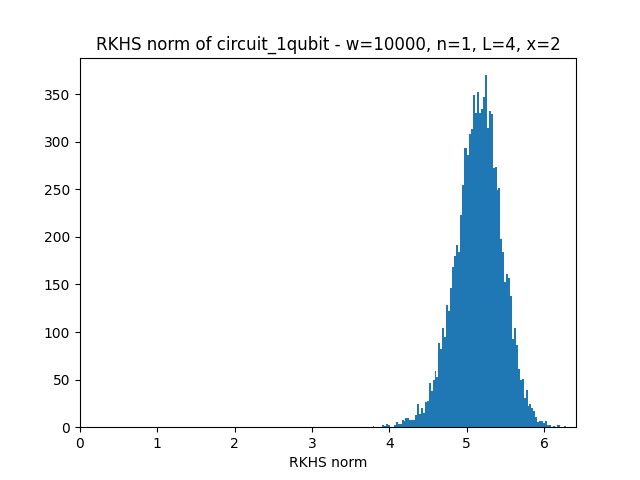 RKHS norm of circuit_1qubit - w=10000, n=1, L=4, x=2
350
300
250
200
150
100
50
0
0 1 2 3 4 5 6
RKHS norm